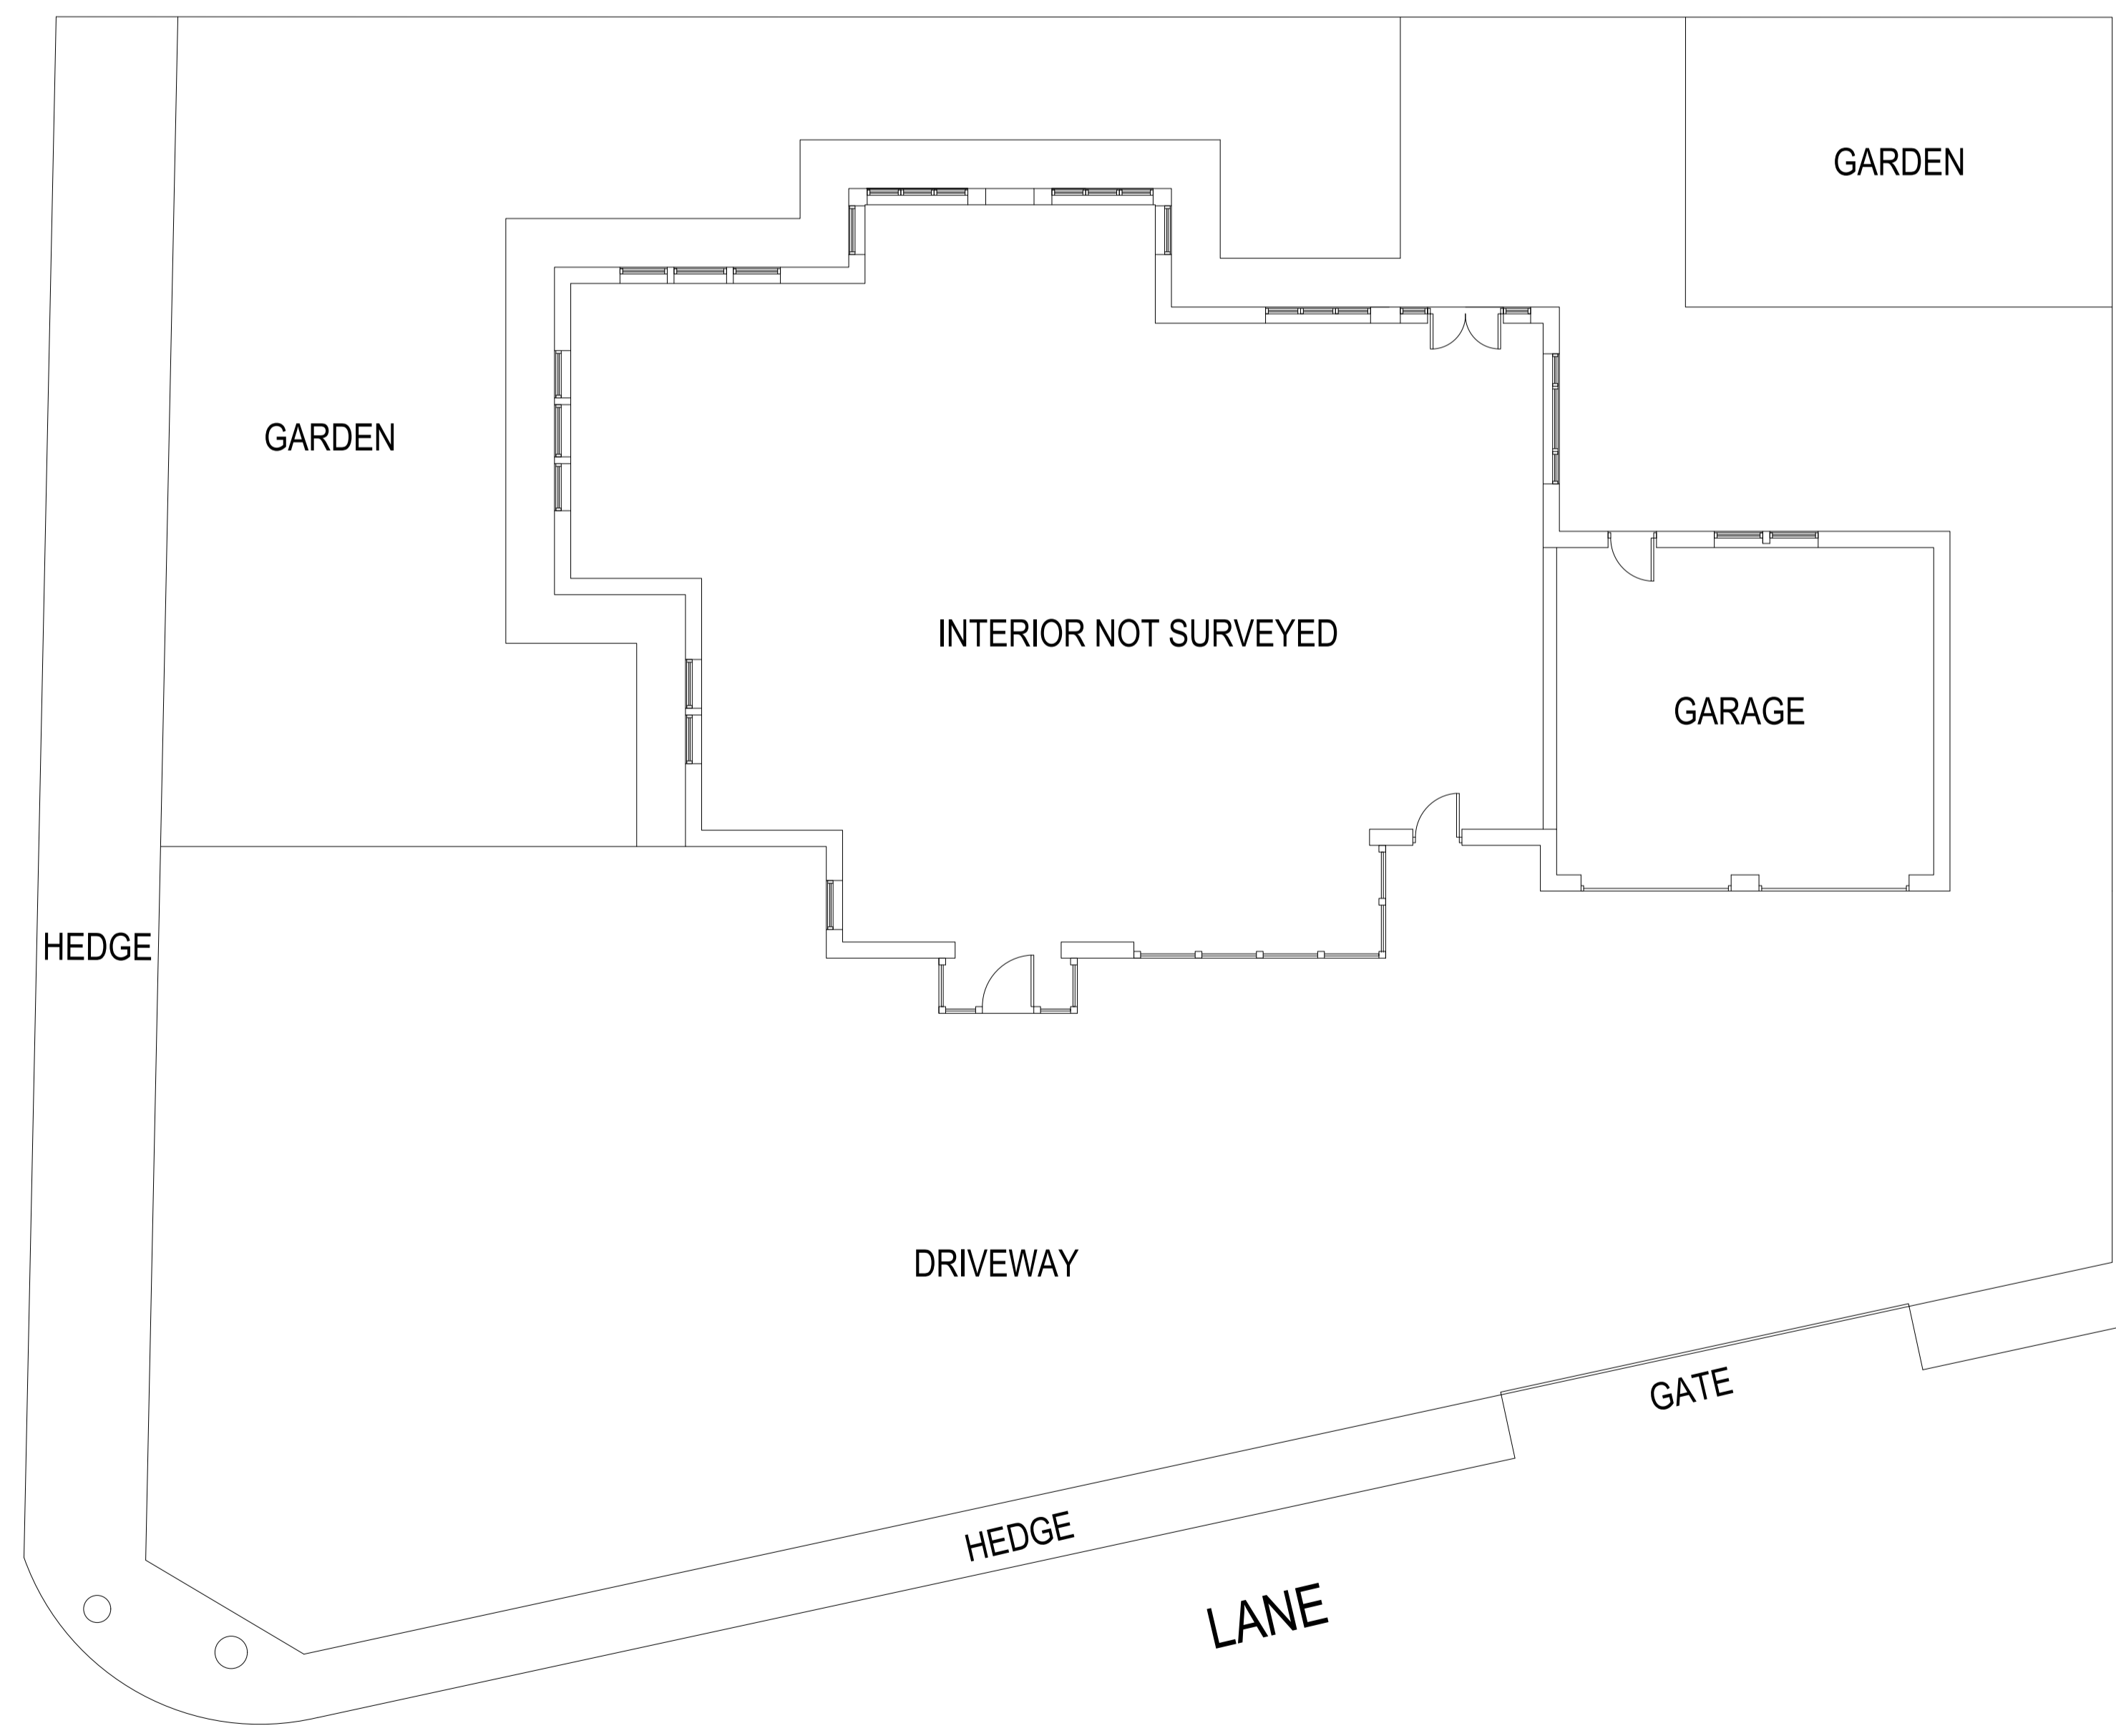 GARDEN
GARDEN
INTERIOR NOT SURVEYED
GARAGE
HEDGE
DRIVEWAY
GATE
HEDGE
LANE